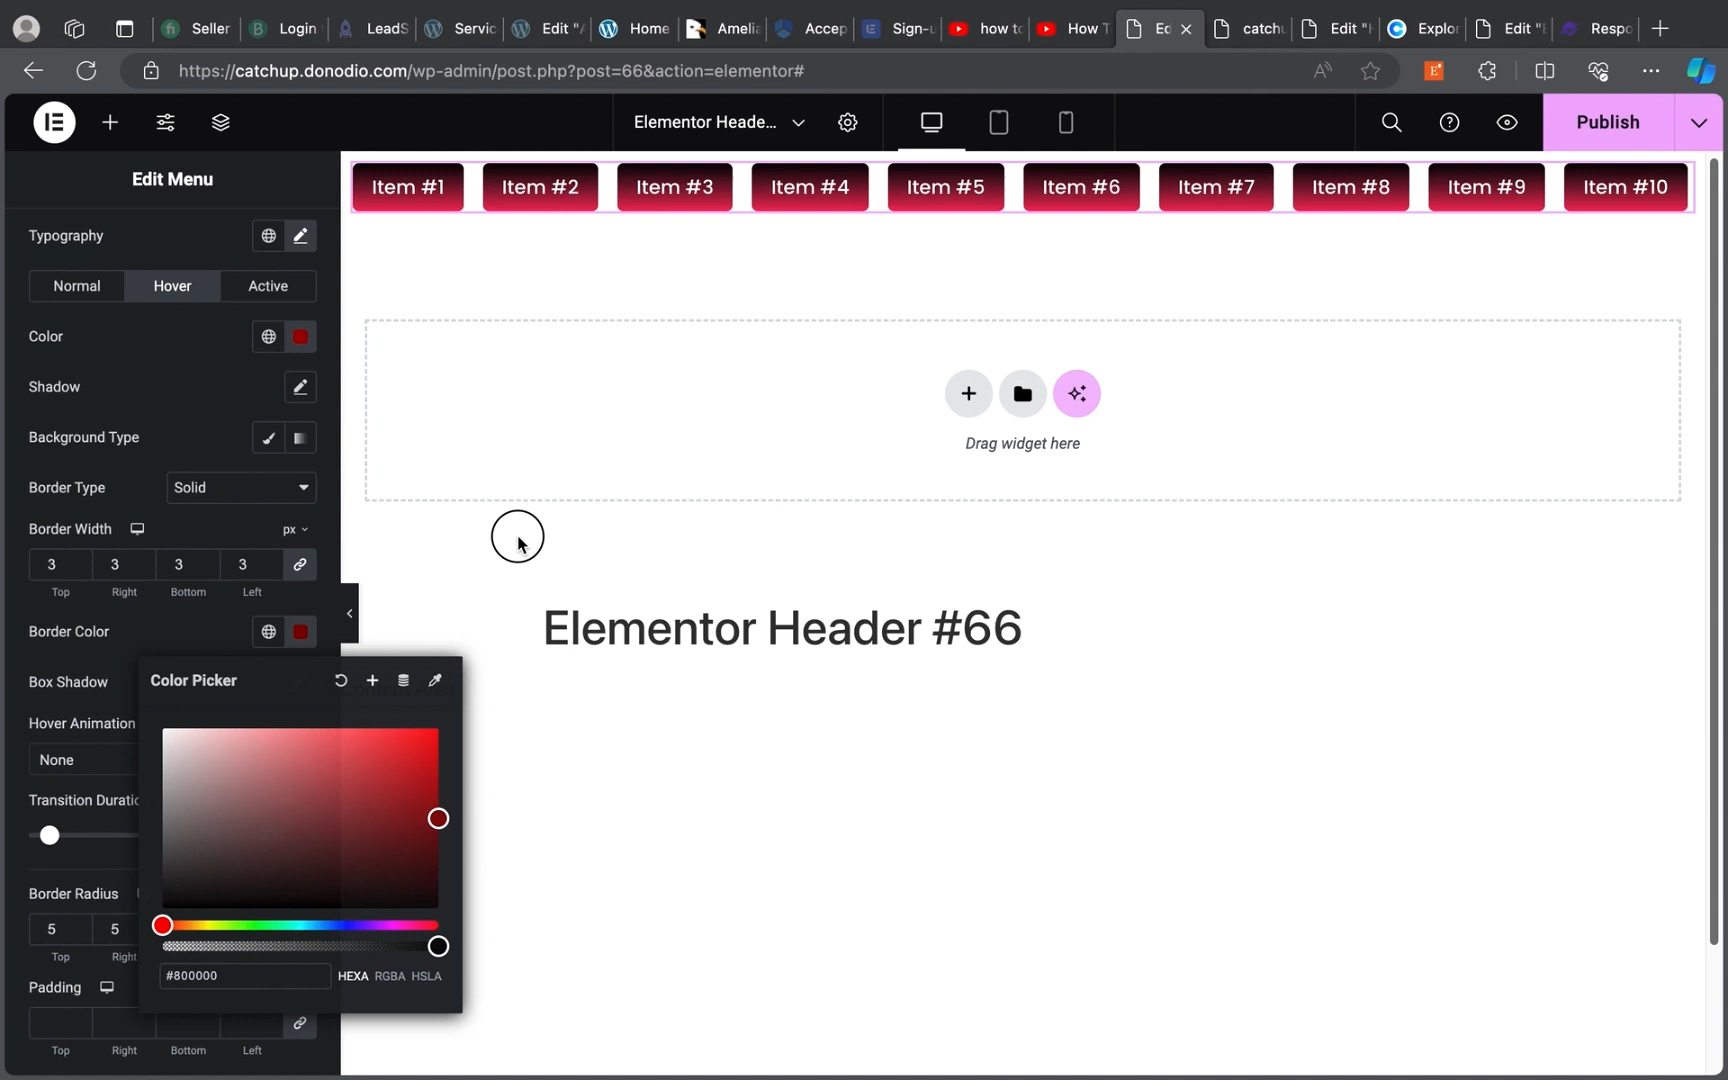 Seller
Login
LeadS
Servic
Edit "A
Home
Amelia
Accep
Sign-u
how to
How T
Ed
catchu
Edit "H
Explor
Edit "E
Respo
https://catchup.donodio.com/wp-admin/post.php?post=66&action=elementor#
Elementor Heade...
Publish
Edit Menu
Item #1 Item #2 Item #3 Item #4 Item #5 Item #6 Item #7 Item #8 Item #9 Item #10
Typography
Normal Hover Active
Color
Shadow
Background Type
Border Type Solid
Border Width px
3 3 3 3
Top Right Bottom Left
Border Color
Box Shadow
Hover Animation
None
Transition Duratio
Border Radius
5 5
Top Right
Padding
Top Right Bottom Left
Color Picker
#800000 HEXA RGBA HSLA
Drag widget here
Elementor Header #66